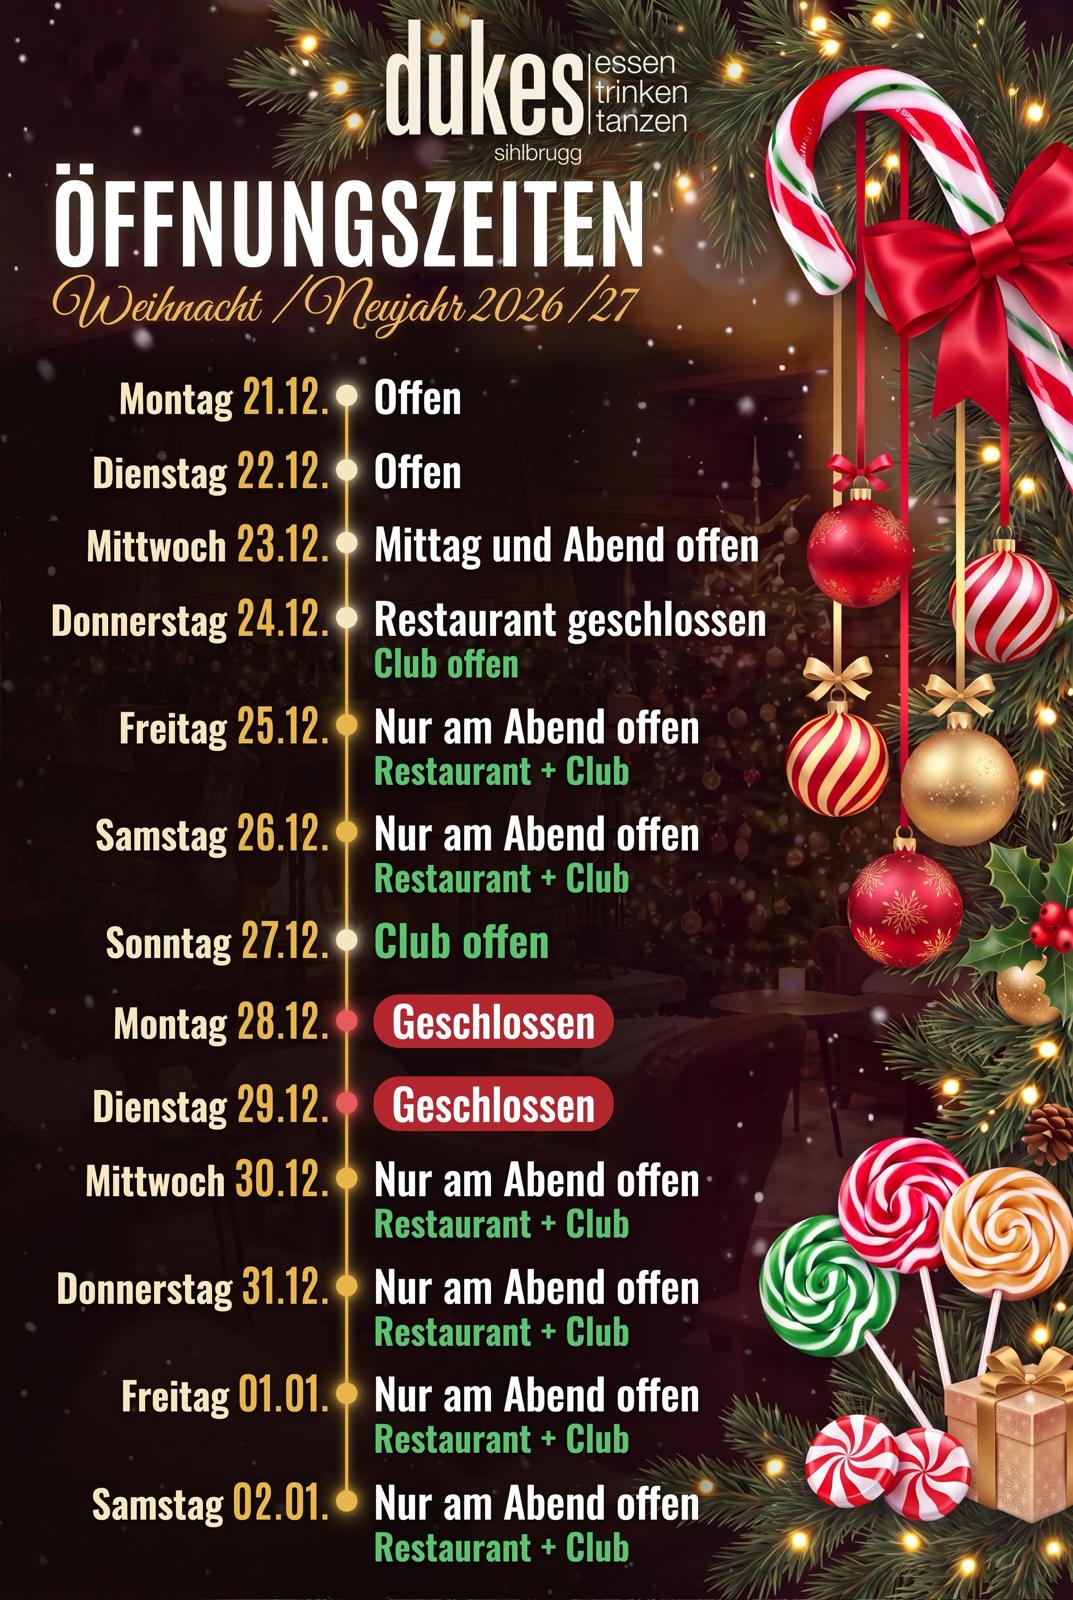 dukes
essen
trinken
tanzen
sihlbrugg
ÖFFNUNGSZEITEN
Weihnacht / Neujahr 2026/27
Montag 21.12. Offen
Dienstag 22.12. Offen
Mittwoch 23.12. Mittag und Abend offen
Donnerstag 24.12. Restaurant geschlossen
Club offen
Freitag 25.12. Nur am Abend offen
Restaurant + Club
Samstag 26.12. Nur am Abend offen
Restaurant + Club
Sonntag 27.12. Club offen
Montag 28.12. Geschlossen
Dienstag 29.12. Geschlossen
Mittwoch 30.12. Nur am Abend offen
Restaurant + Club
Donnerstag 31.12. Nur am Abend offen
Restaurant + Club
Freitag 01.01. Nur am Abend offen
Restaurant + Club
Samstag 02.01. Nur am Abend offen
Restaurant + Club